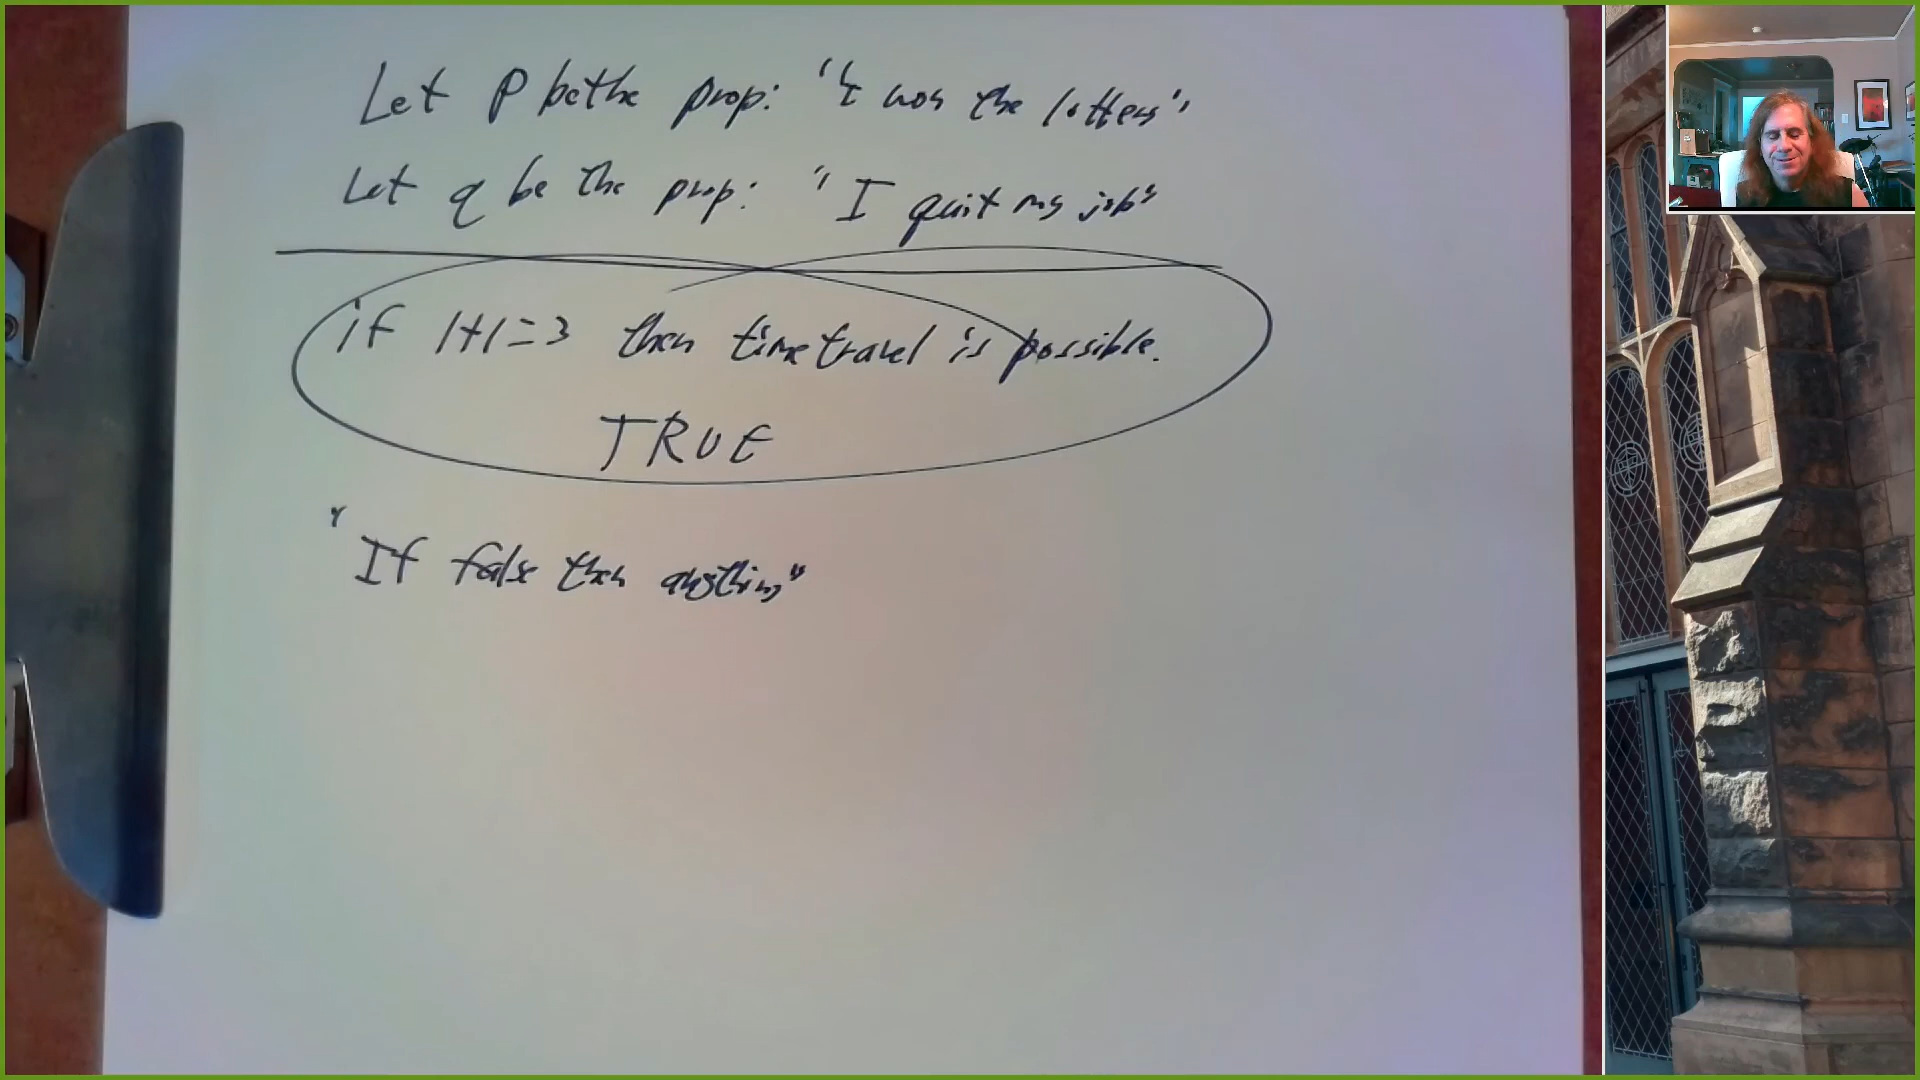 Let P be the prop: "I won the lottery"
Let q be the prop: "I quit my job"
if 1+1=3 then time travel is possible.
TRUE
"If false then anything"